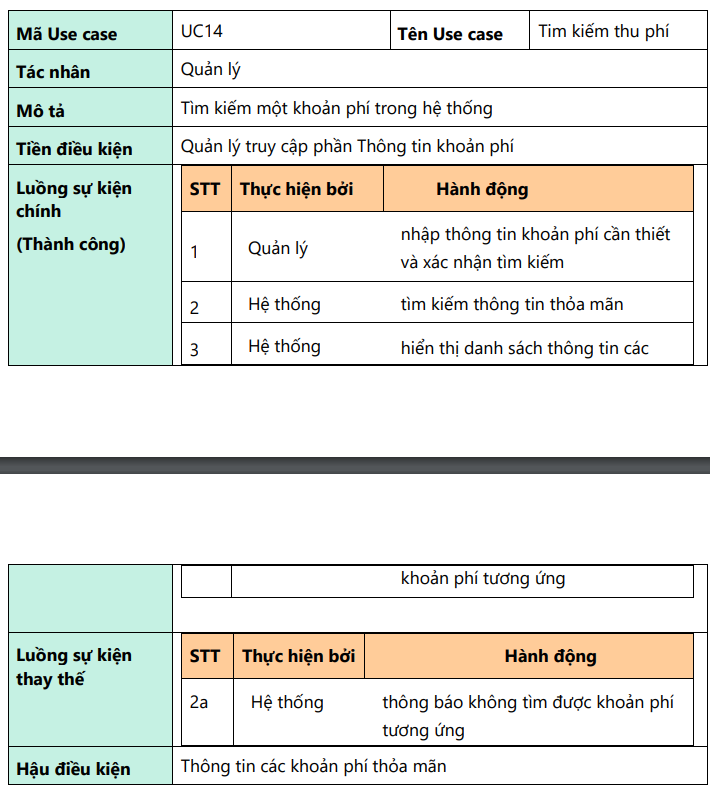 Mã Use case UC14 Tên Use case Tim kiếm thu phí
Tác nhân Quản lý
Mô tả Tìm kiếm một khoản phí trong hệ thống
Tiền điều kiện Quản lý truy cập phần Thông tin khoản phí
Luồng sự kiện
chính
(Thành công)
STT Thực hiện bởi Hành động
1 Quản lý nhập thông tin khoản phí cần thiết
và xác nhận tìm kiếm
2 Hệ thống tìm kiếm thông tin thỏa mãn
3 Hệ thống hiển thị danh sách thông tin các
khoản phí tương ứng
Luồng sự kiện
thay thế
STT Thực hiện bởi Hành động
2a Hệ thống thông báo không tìm được khoản phí
tương ứng
Hậu điều kiện Thông tin các khoản phí thỏa mãn